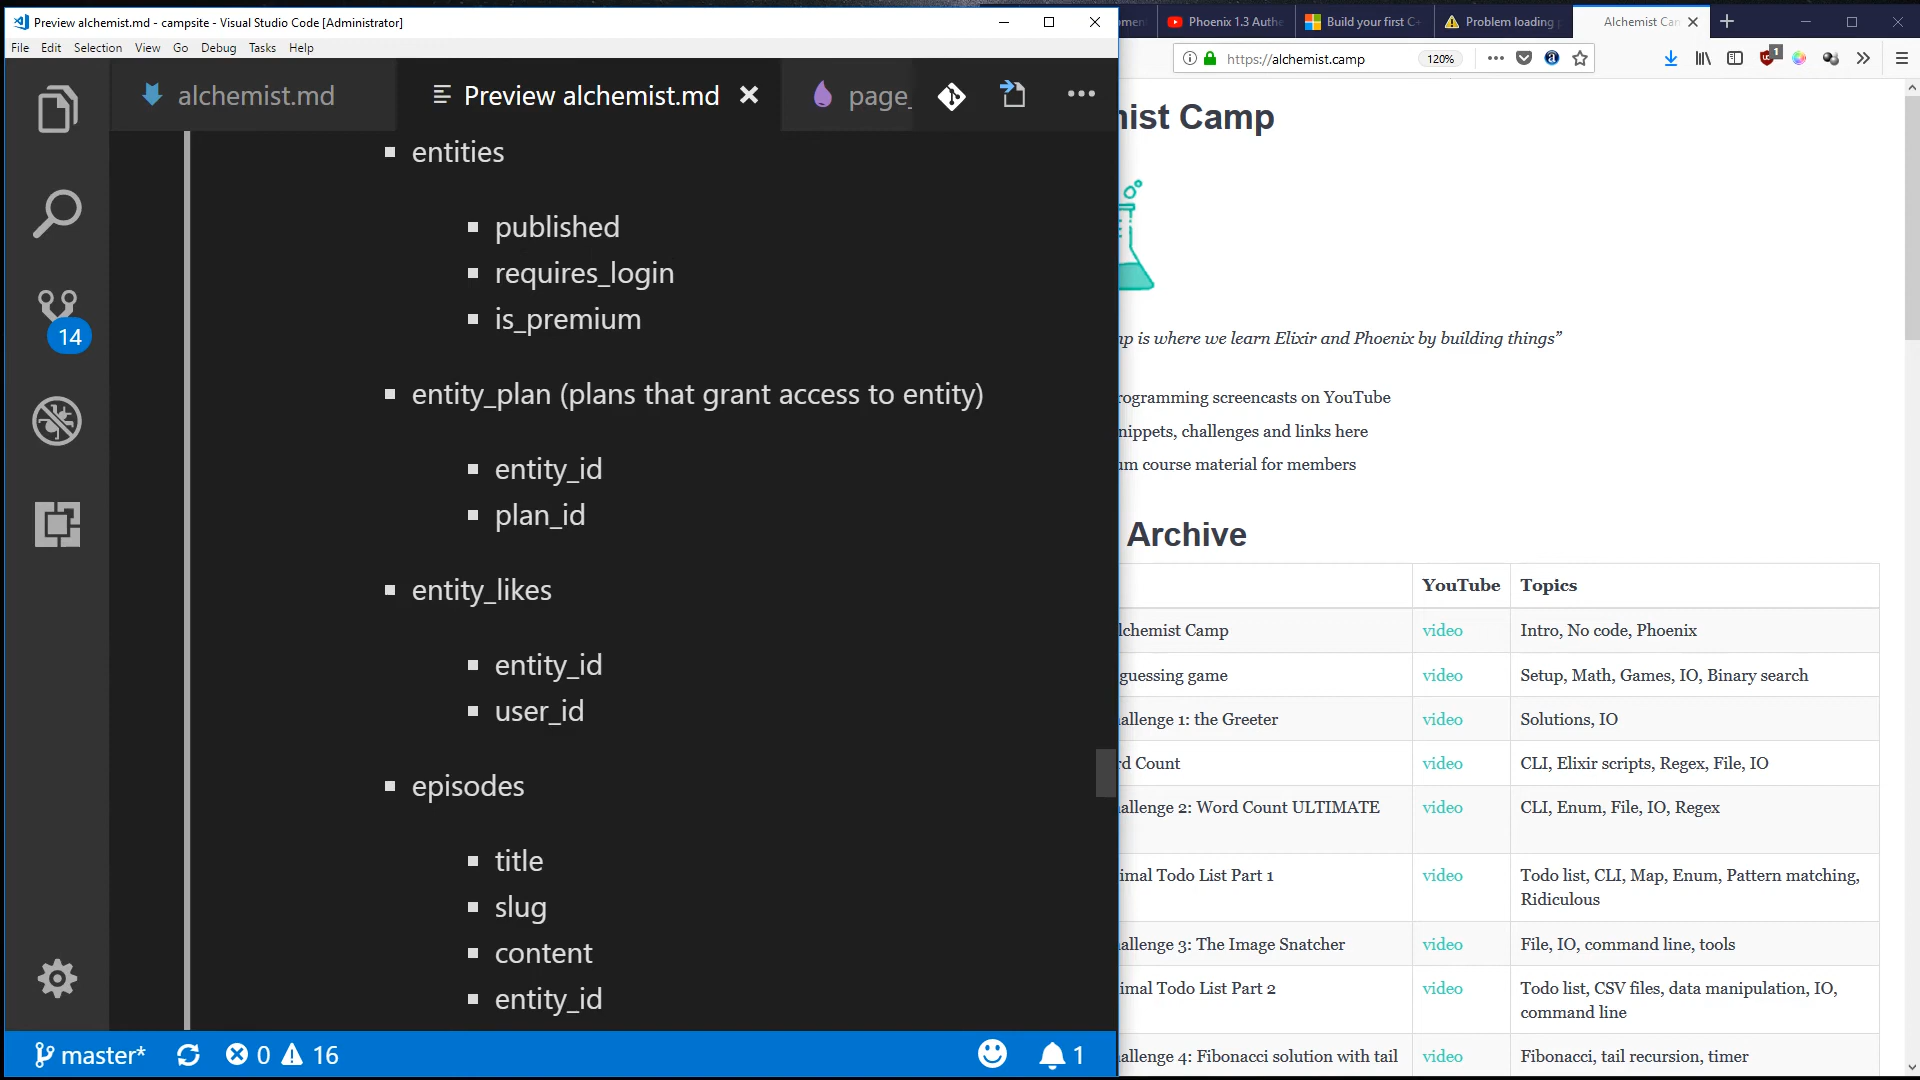 Preview alchemist.md - campsite - Visual Studio Code [Administrator]
File Edit Selection View Go Debug Tasks Help
alchemist.md
Preview alchemist.md
page_
entities
published
requires_login
is_premium
entity_plan (plans that grant access to entity)
entity_id
plan_id
entity_likes
entity_id
user_id
episodes
title
slug
content
entity_id
14
master* 0 16 1
Phoenix 1.3 Authe
Build your first C+
Problem loading p
Alchemist Cam
https://alchemist.camp
120%
1
ist Camp
p is where we learn Elixir and Phoenix by building things”
rogramming screencasts on YouTube
nippets, challenges and links here
um course material for members
Archive
YouTube Topics
lchemist Camp video Intro, No code, Phoenix
guessing game video Setup, Math, Games, IO, Binary search
allenge 1: the Greeter video Solutions, IO
rd Count video CLI, Elixir scripts, Regex, File, IO
allenge 2: Word Count ULTIMATE video CLI, Enum, File, IO, Regex
imal Todo List Part 1 video Todo list, CLI, Map, Enum, Pattern matching,
Ridiculous
allenge 3: The Image Snatcher video File, IO, command line, tools
imal Todo List Part 2 video Todo list, CSV files, data manipulation, IO,
command line
allenge 4: Fibonacci solution with tail video Fibonacci, tail recursion, timer